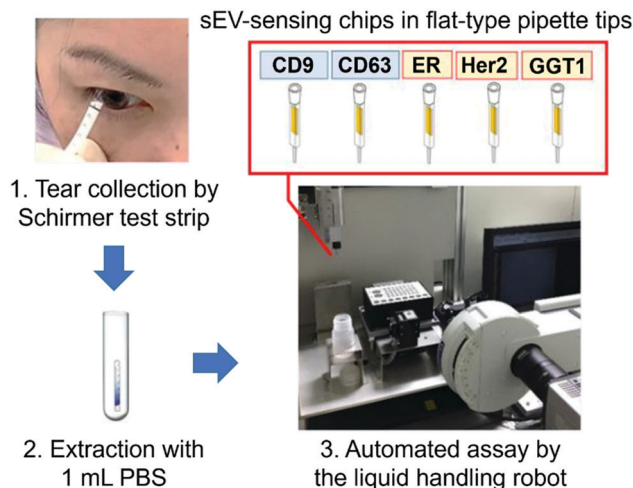 sEV-sensing chips in flat-type pipette tips
CD9 CD63 ER Her2 GGT1
1. Tear collection by
Schirmer test strip
2. Extraction with
1 mL PBS
3. Automated assay by
the liquid handling robot